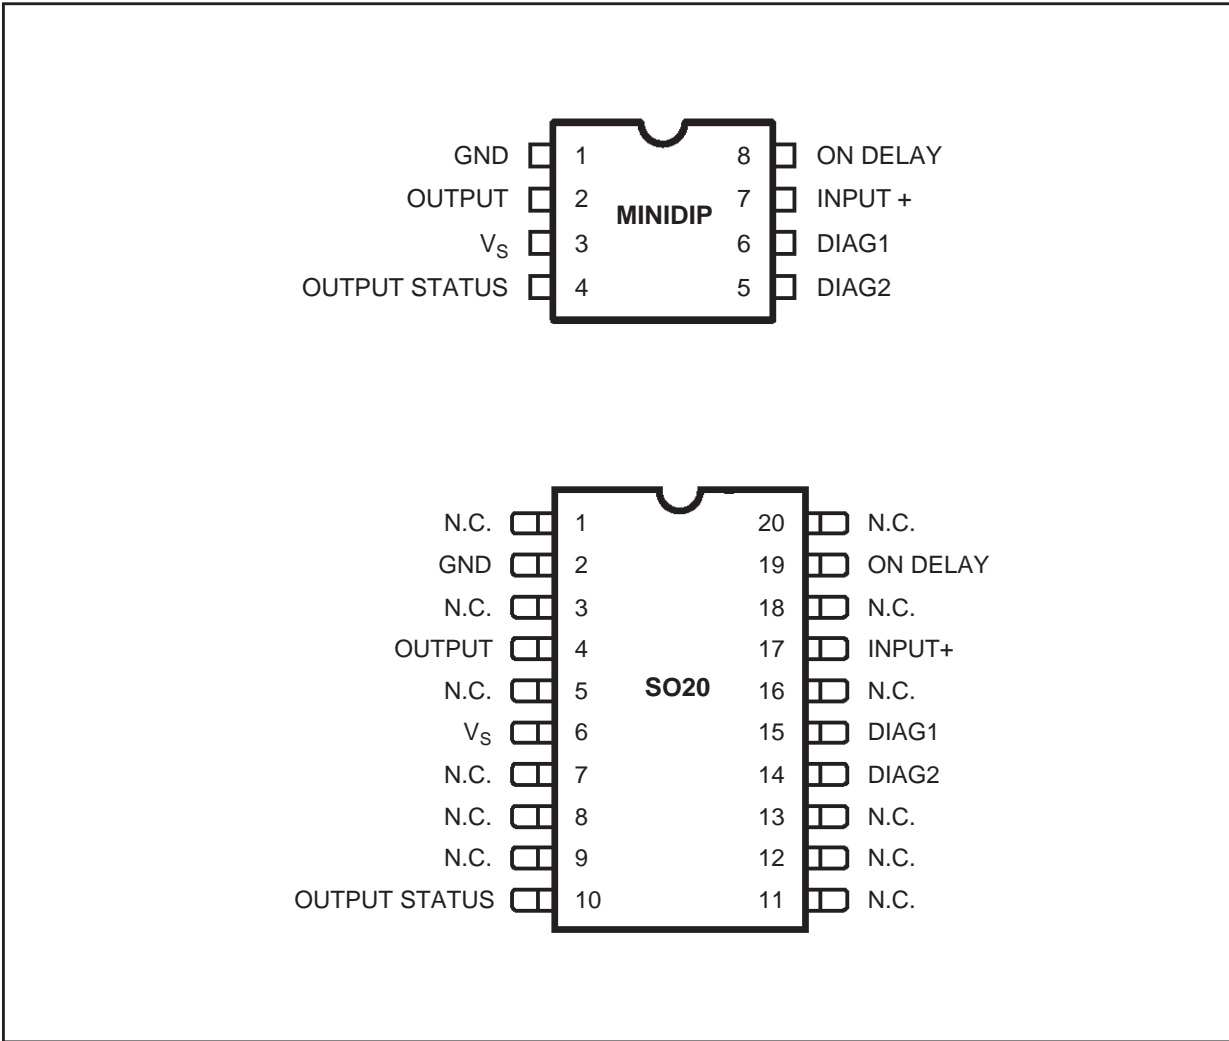 GND 1 8 ON DELAY
OUTPUT 2 7 INPUT +
MINIDIP
VS 3 6 DIAG1
OUTPUT STATUS 4 5 DIAG2
N.C. 1 20 N.C.
GND 2 19 ON DELAY
N.C. 3 18 N.C.
OUTPUT 4 17 INPUT+
N.C. 5 SO20 16 N.C.
VS 6 15 DIAG1
N.C. 7 14 DIAG2
N.C. 8 13 N.C.
N.C. 9 12 N.C.
OUTPUT STATUS 10 11 N.C.